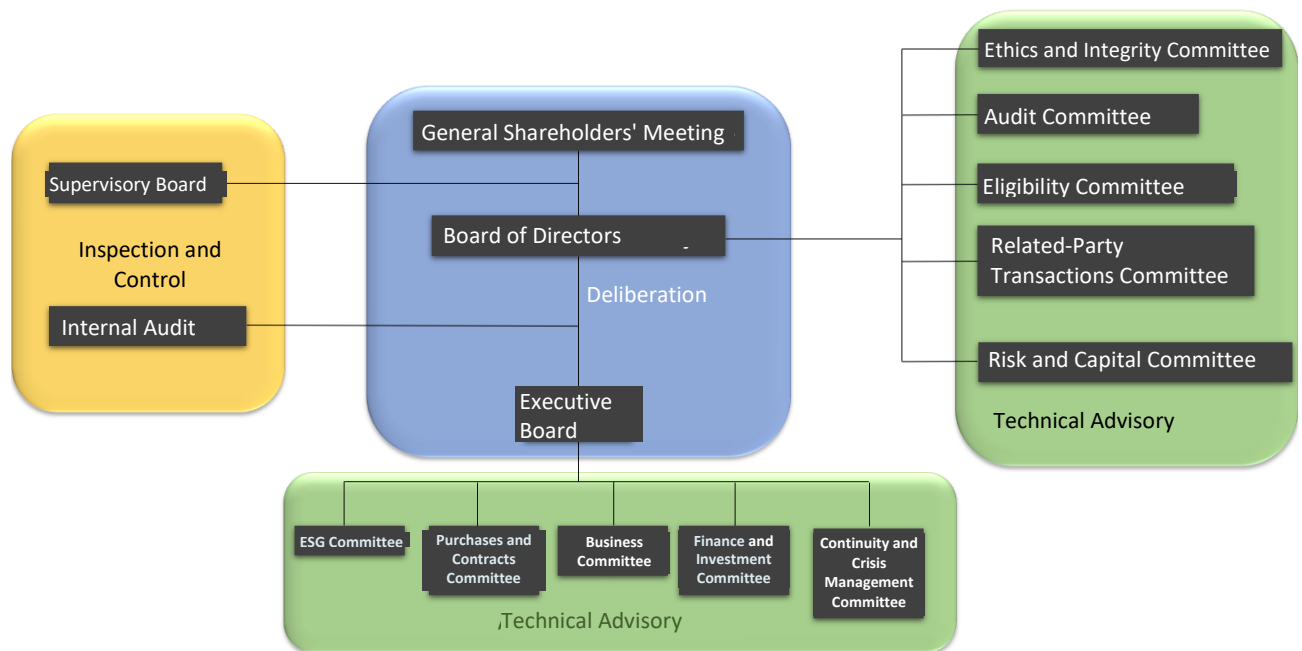 Supervisory Board
Inspection and
Control
Internal Audit
General Shareholders' Meeting
Board of Directors
Deliberation
Executive
Board
Ethics and Integrity Committee
Audit Committee
Eligibility Committee
Related-Party
Transactions Committee
Risk and Capital Committee
Technical Advisory
ESG Committee
Purchases and
Contracts
Committee
Business
Committee
Finance and
Investment
Committee
Continuity and
Crisis
Management
Committee
Technical Advisory